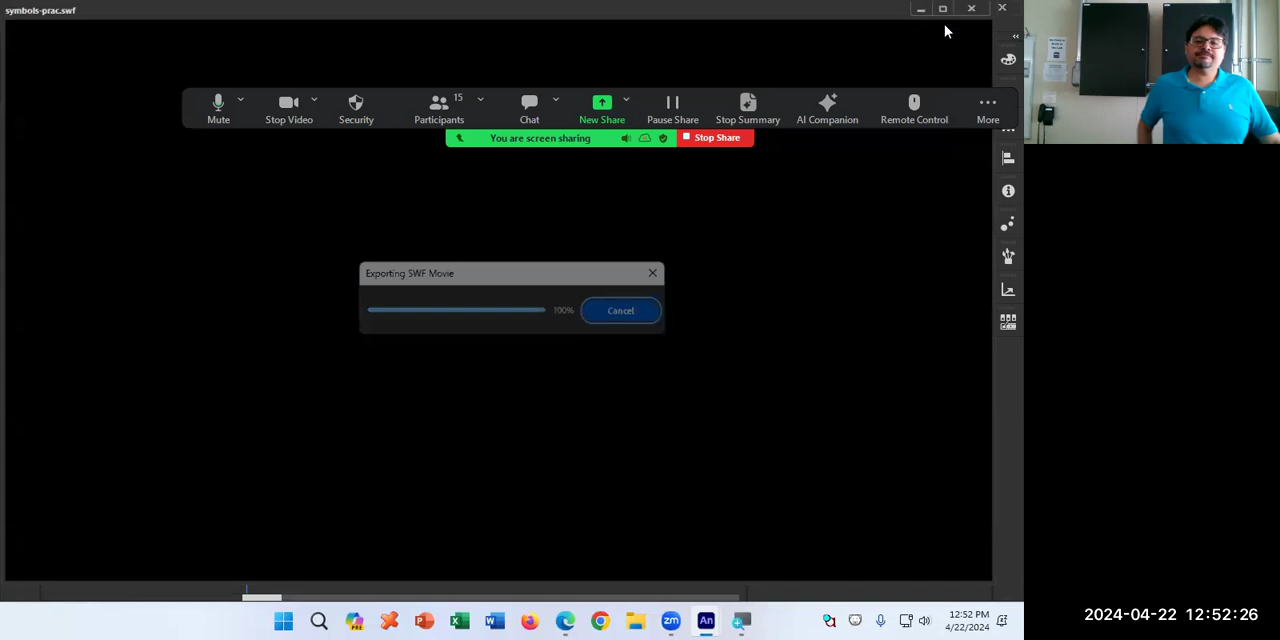 symbols-prac.swf
15
Mute
Stop Video
Security
Participants
Chat
New Share
Pause Share
Stop Summary
AI Companion
Remote Control
More
You are screen sharing
Stop Share
Exporting SWF Movie
100%
Cancel
12:52 PM
4/22/2024
2024-04-22 12:52:26